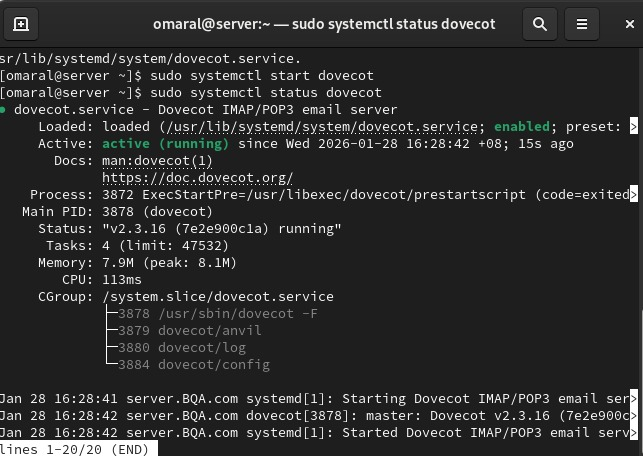 omaral@server:~ — sudo systemctl status dovecot
sr/lib/systemd/system/dovecot.service.
[omaral@server ~]$ sudo systemctl start dovecot
[omaral@server ~]$ sudo systemctl status dovecot
● dovecot.service - Dovecot IMAP/POP3 email server
Loaded: loaded (/usr/lib/systemd/system/dovecot.service; enabled; preset: >
Active: active (running) since Wed 2026-01-28 16:28:42 +08; 15s ago
Docs: man:dovecot(1)
https://doc.dovecot.org/
Process: 3872 ExecStartPre=/usr/libexec/dovecot/prestartscript (code=exited>
Main PID: 3878 (dovecot)
Status: "v2.3.16 (7e2e900c1a) running"
Tasks: 4 (limit: 47532)
Memory: 7.9M (peak: 8.1M)
CPU: 113ms
CGroup: /system.slice/dovecot.service
├─3878 /usr/sbin/dovecot -F
├─3879 dovecot/anvil
├─3880 dovecot/log
└─3884 dovecot/config
Jan 28 16:28:41 server.BQA.com systemd[1]: Starting Dovecot IMAP/POP3 email ser>
Jan 28 16:28:42 server.BQA.com dovecot[3878]: master: Dovecot v2.3.16 (7e2e900c>
Jan 28 16:28:42 server.BQA.com systemd[1]: Started Dovecot IMAP/POP3 email serv>
lines 1-20/20 (END)